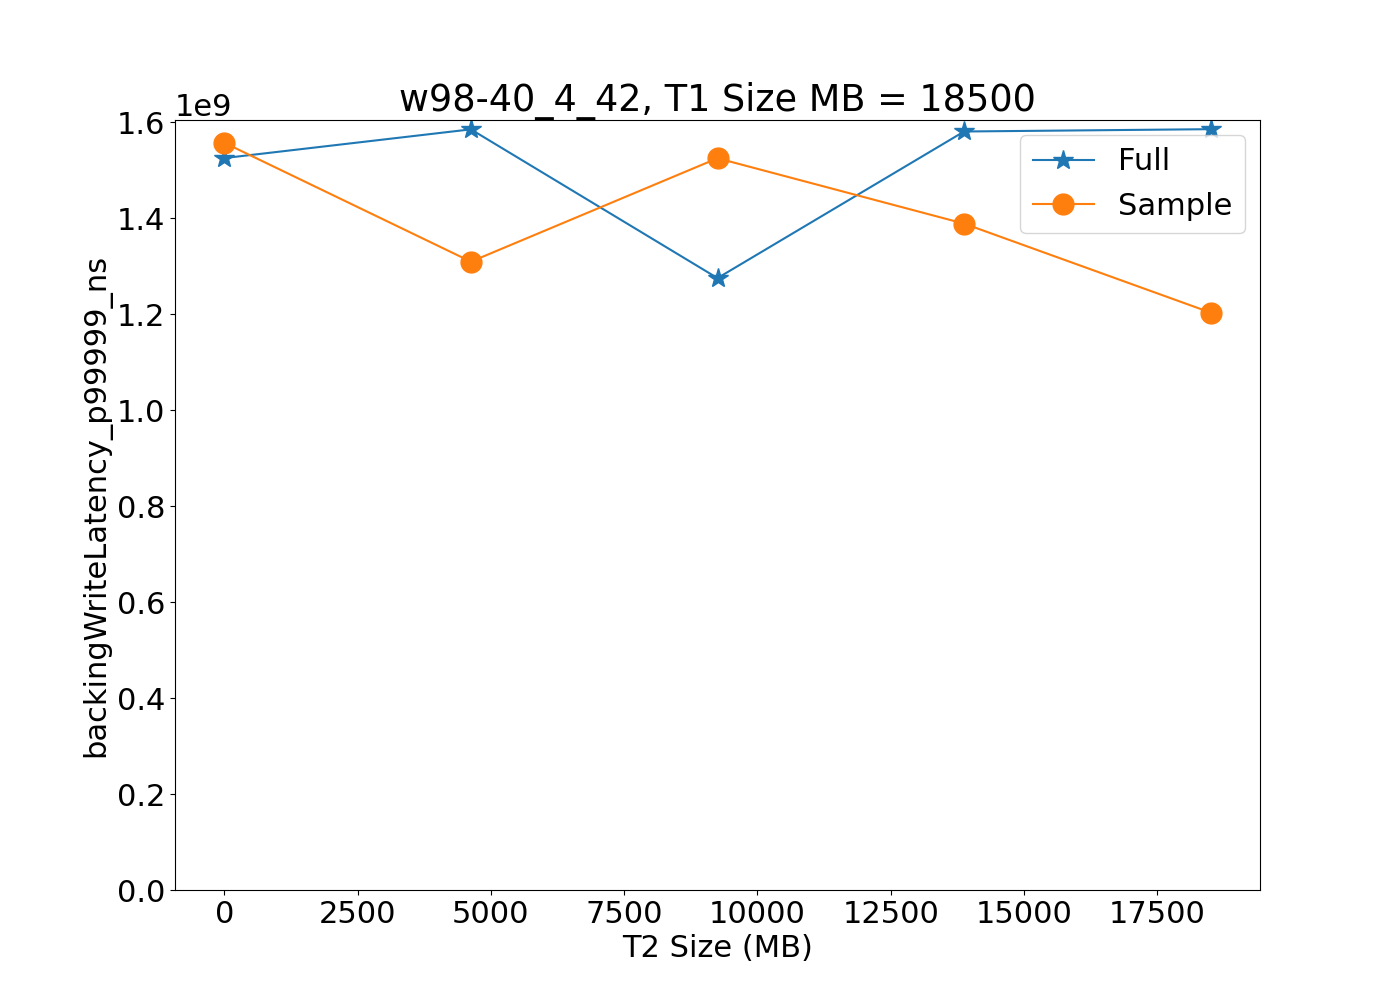 w98-40_4_42, T1 Size MB = 18500
1e9
1.6
1.4
1.2
1.0
0.8
0.6
0.4
0.2
0.0
backingWriteLatency_p99999_ns
Full
Sample
0 2500 5000 7500 10000 12500 15000 17500
T2 Size (MB)